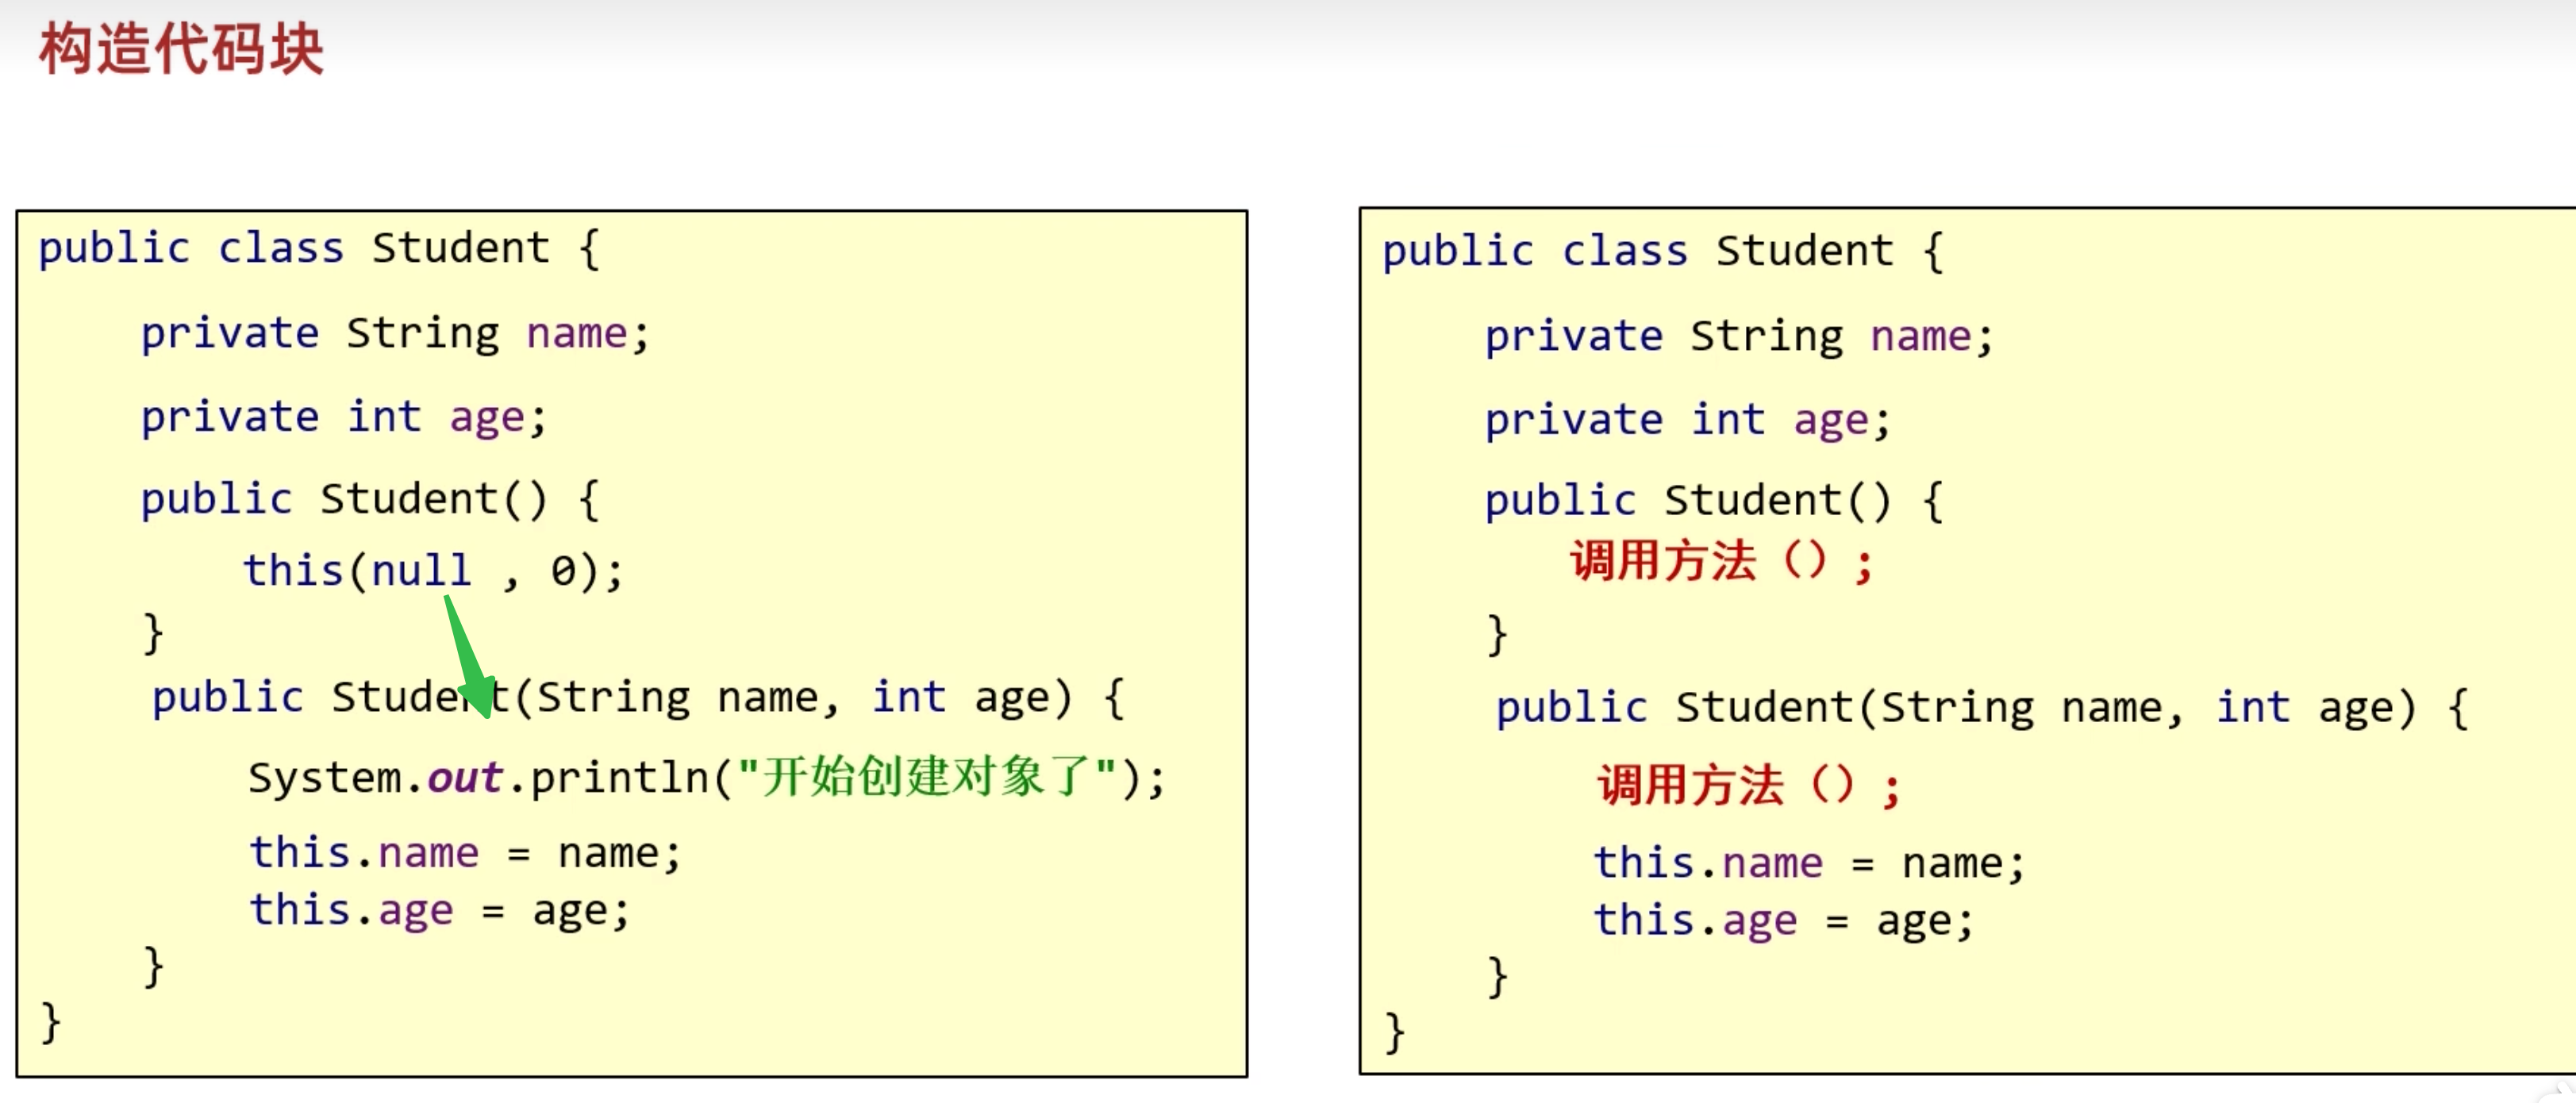 构造代码块
public class Student {
private String name;
private int age;
public Student() {
this(null , 0);
}
public Student(String name, int age) {
System.out.println("开始创建对象了");
this.name = name;
this.age = age;
}
}
public class Student {
private String name;
private int age;
public Student() {
调用方法（）;
}
public Student(String name, int age) {
调用方法（）;
this.name = name;
this.age = age;
}
}